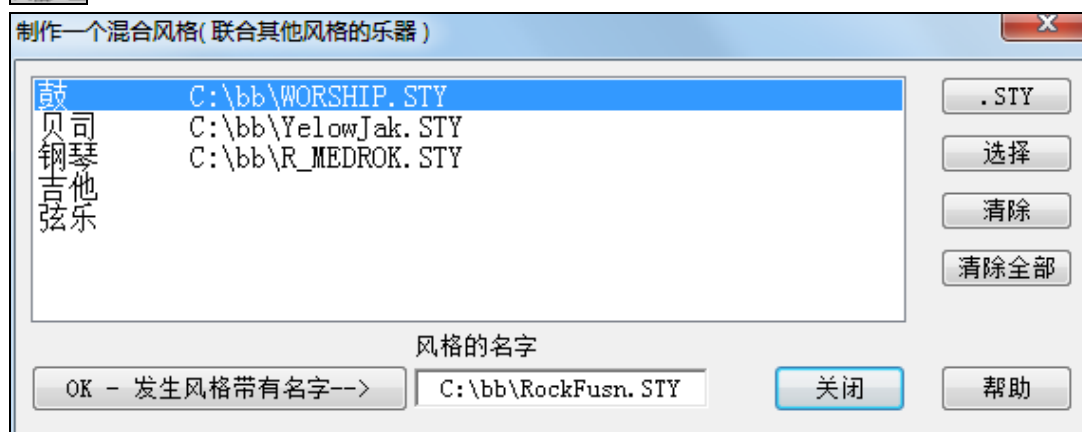 制作一个混合风格( 联合其他风格的乐器 )
鼓 C:\bb\WORSHIP.STY
贝司 C:\bb\YelowJak.STY
钢琴 C:\bb\R_MEDROK.STY
吉他
弦乐
.STY
选择
清除
清除全部
风格的名字
OK - 发生风格带有名字--> C:\bb\RockFusn.STY 关闭 帮助